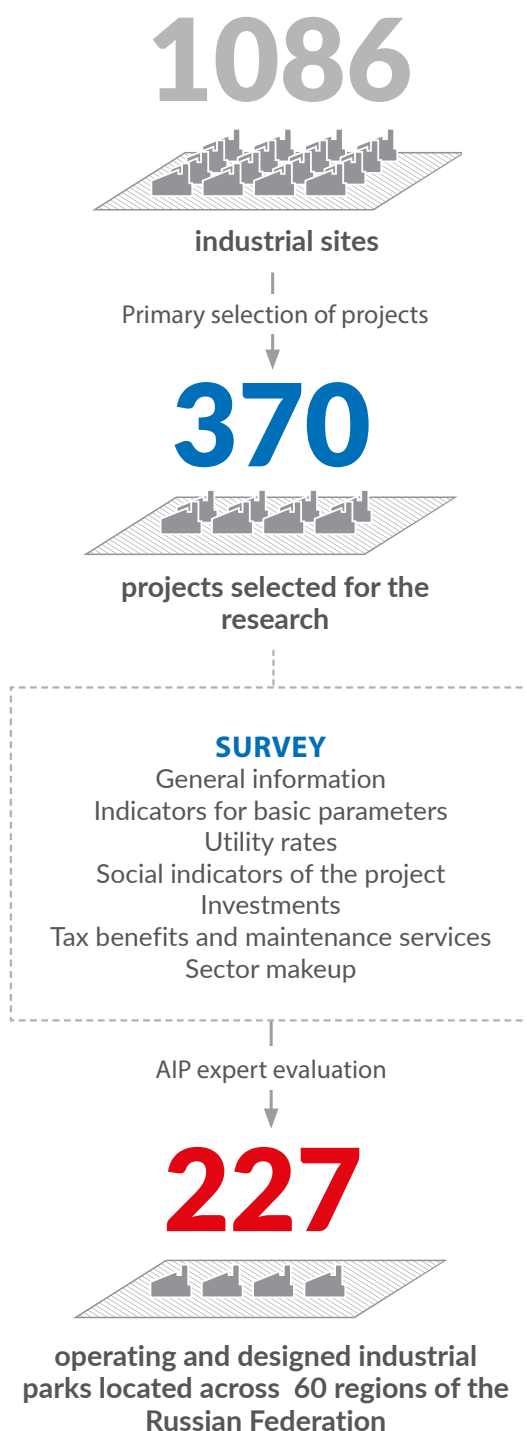 1086
industrial sites
Primary selection of projects
370
projects selected for the
research
SURVEY
General information
Indicators for basic parameters
Utility rates
Social indicators of the project
Investments
Tax benefits and maintenance services
Sector makeup
AIP expert evaluation
227
operating and designed industrial
parks located across 60 regions of the
Russian Federation